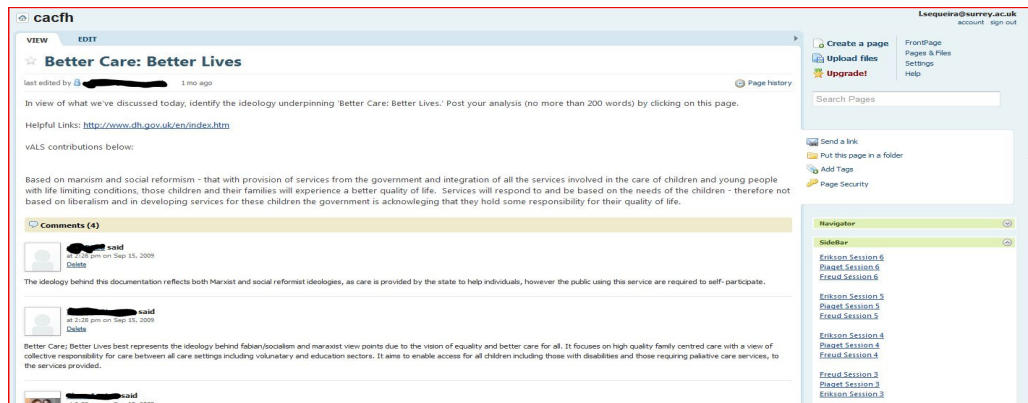 cacfh
Lsequeira@surrey.ac.uk
account sign out
VIEW EDIT
Better Care: Better Lives
last edited by
1 mo ago
Page history
In view of what we've discussed today, identify the ideology underpinning 'Better Care: Better Lives.' Post your analysis (no more than 200 words) by clicking on this page.
Helpful Links: http://www.dh.gov.uk/en/index.htm
vALS contributions below:
Based on marxism and social reformism - that with provision of services from the government and integration of all the services involved in the care of children and young people
with life limiting conditions, those children and their families will experience a better quality of life. Services will respond to and be based on the needs of the children - therefore not
based on liberalism and in developing services for these children the government is acknowleging that they hold some responsibility for their quality of life.
Comments (4)
said
at 2:28 pm on Sep 15, 2009
Delete
The ideology behind this documentation reflects both Marxist and social reformist ideologies, as care is provided by the state to help individuals, however the public using this service are required to self- participate.
said
at 2:28 pm on Sep 15, 2009
Delete
Better Care; Better Lives best represents the ideology behind fabian/socialism and maraxist view points due to the vision of equality and better care for all. It focuses on high quality family centred care with a view of
collective responsibility for care between all care settings including volunatary and education sectors. It aims to enable access for all children including those with disabilities and those requiring paliative care services, to
the services provided.
said
Create a page
Upload files
Upgrade!
FrontPage
Pages & Files
Settings
Help
Search Pages
Send a link
Put this page in a folder
Add Tags
Page Security
Navigator
SideBar
Erikson Session 6
Piaget Session 6
Freud Session 6
Erikson Session 5
Piaget Session 5
Freud Session 5
Erikson Session 4
Piaget Session 4
Freud Session 4
Freud Session 3
Piaget Session 3
Erikson Session 3